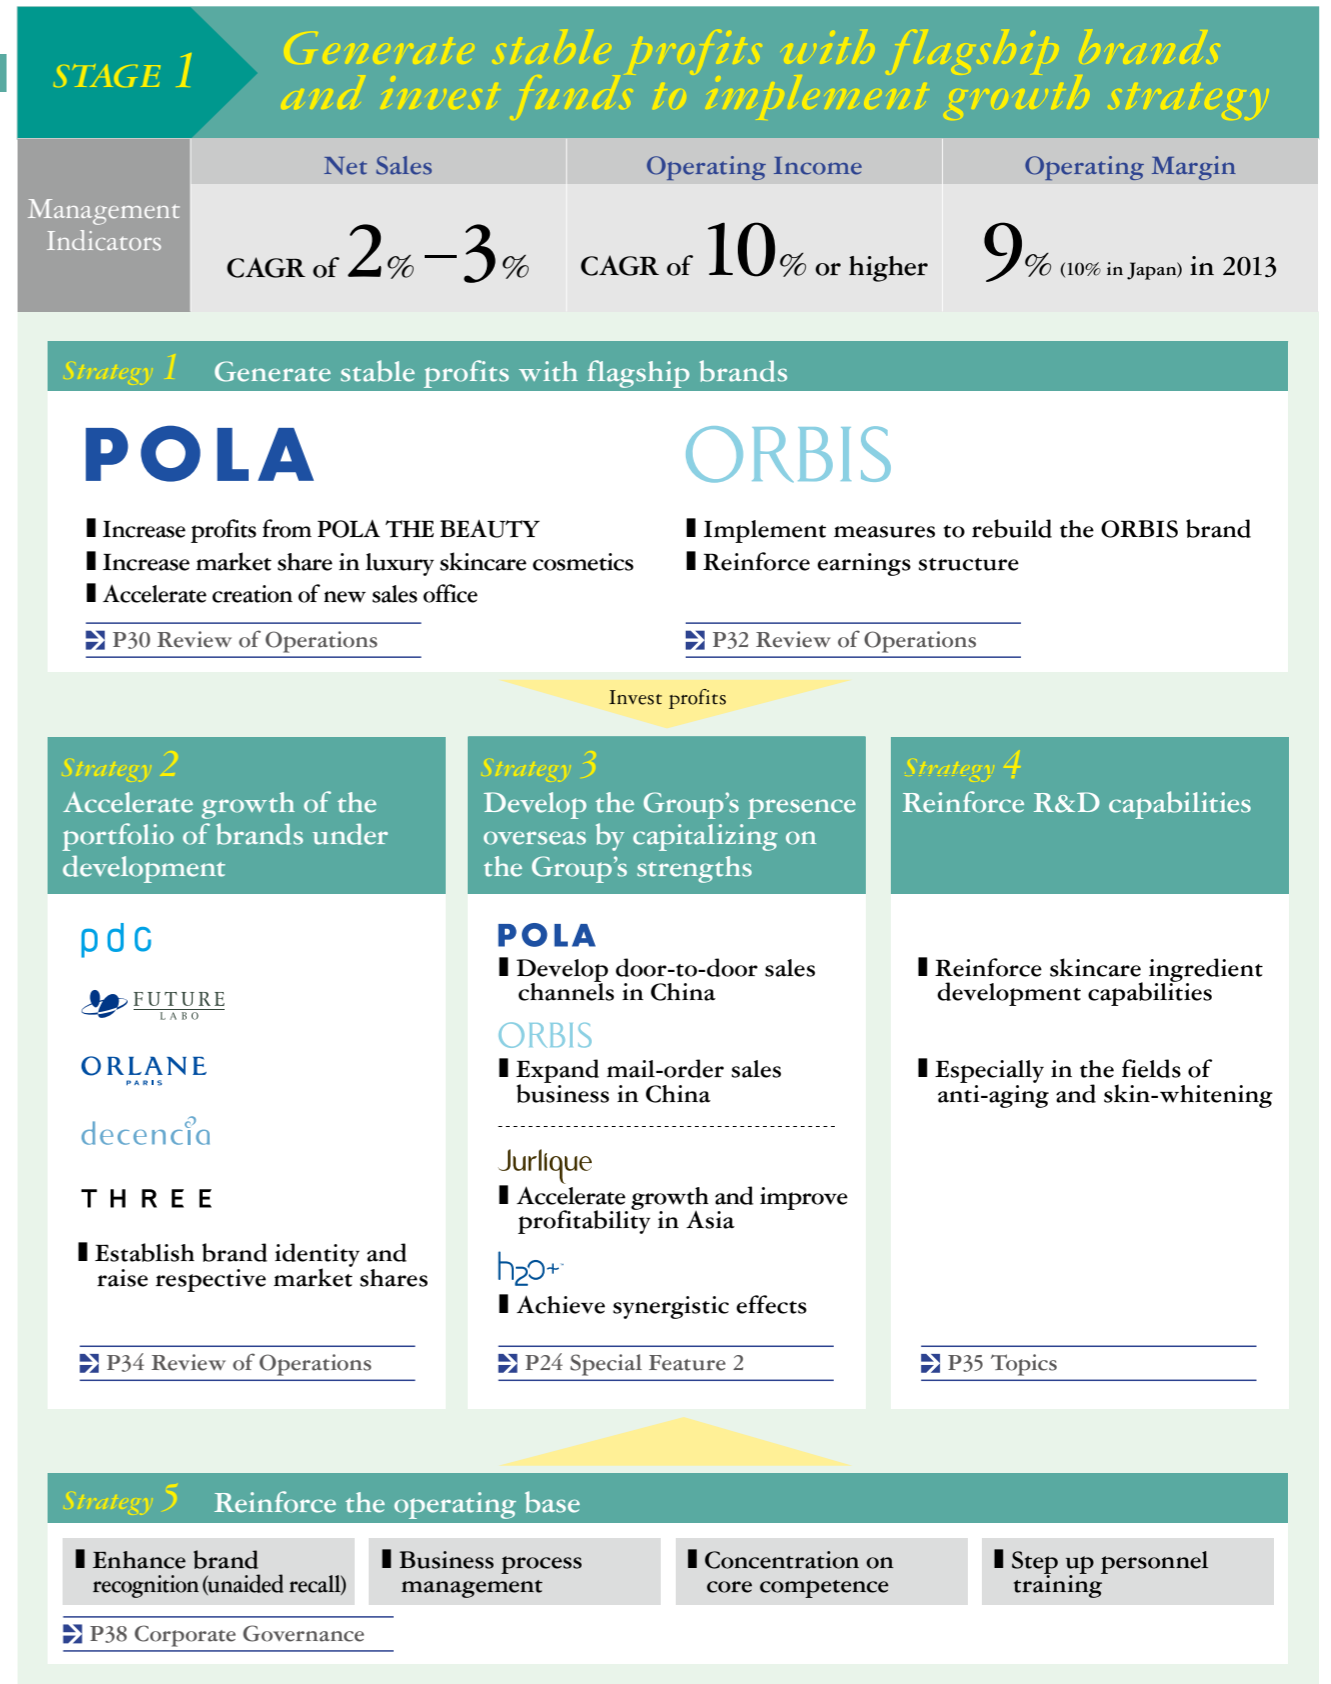 STAGE 1
Generate stable profits with flagship brands
and invest funds to implement growth strategy
Management
Indicators
Net Sales
CAGR of 2% – 3%
Operating Income
CAGR of 10% or higher
Operating Margin
9% (10% in Japan) in 2013
Strategy 1 Generate stable profits with flagship brands
POLA
▌Increase profits from POLA THE BEAUTY
▌Increase market share in luxury skincare cosmetics
▌Accelerate creation of new sales office
P30 Review of Operations
ORBIS
▌Implement measures to rebuild the ORBIS brand
▌Reinforce earnings structure
P32 Review of Operations
Invest profits
Strategy 2
Accelerate growth of the
portfolio of brands under
development
pdc
FUTURE
LABO
ORLANE
PARIS
decencia
THREE
▌Establish brand identity and
raise respective market shares
P34 Review of Operations
Strategy 3
Develop the Group's presence
overseas by capitalizing on
the Group's strengths
POLA
▌Develop door-to-door sales
channels in China
ORBIS
▌Expand mail-order sales
business in China
Jurlique
▌Accelerate growth and improve
profitability in Asia
h2o+
▌Achieve synergistic effects
P24 Special Feature 2
Strategy 4
Reinforce R&D capabilities
▌Reinforce skincare ingredient
development capabilities
▌Especially in the fields of
anti-aging and skin-whitening
P35 Topics
Strategy 5 Reinforce the operating base
▌Enhance brand
recognition (unaided recall)
▌Business process
management
▌Concentration on
core competence
▌Step up personnel
training
P38 Corporate Governance